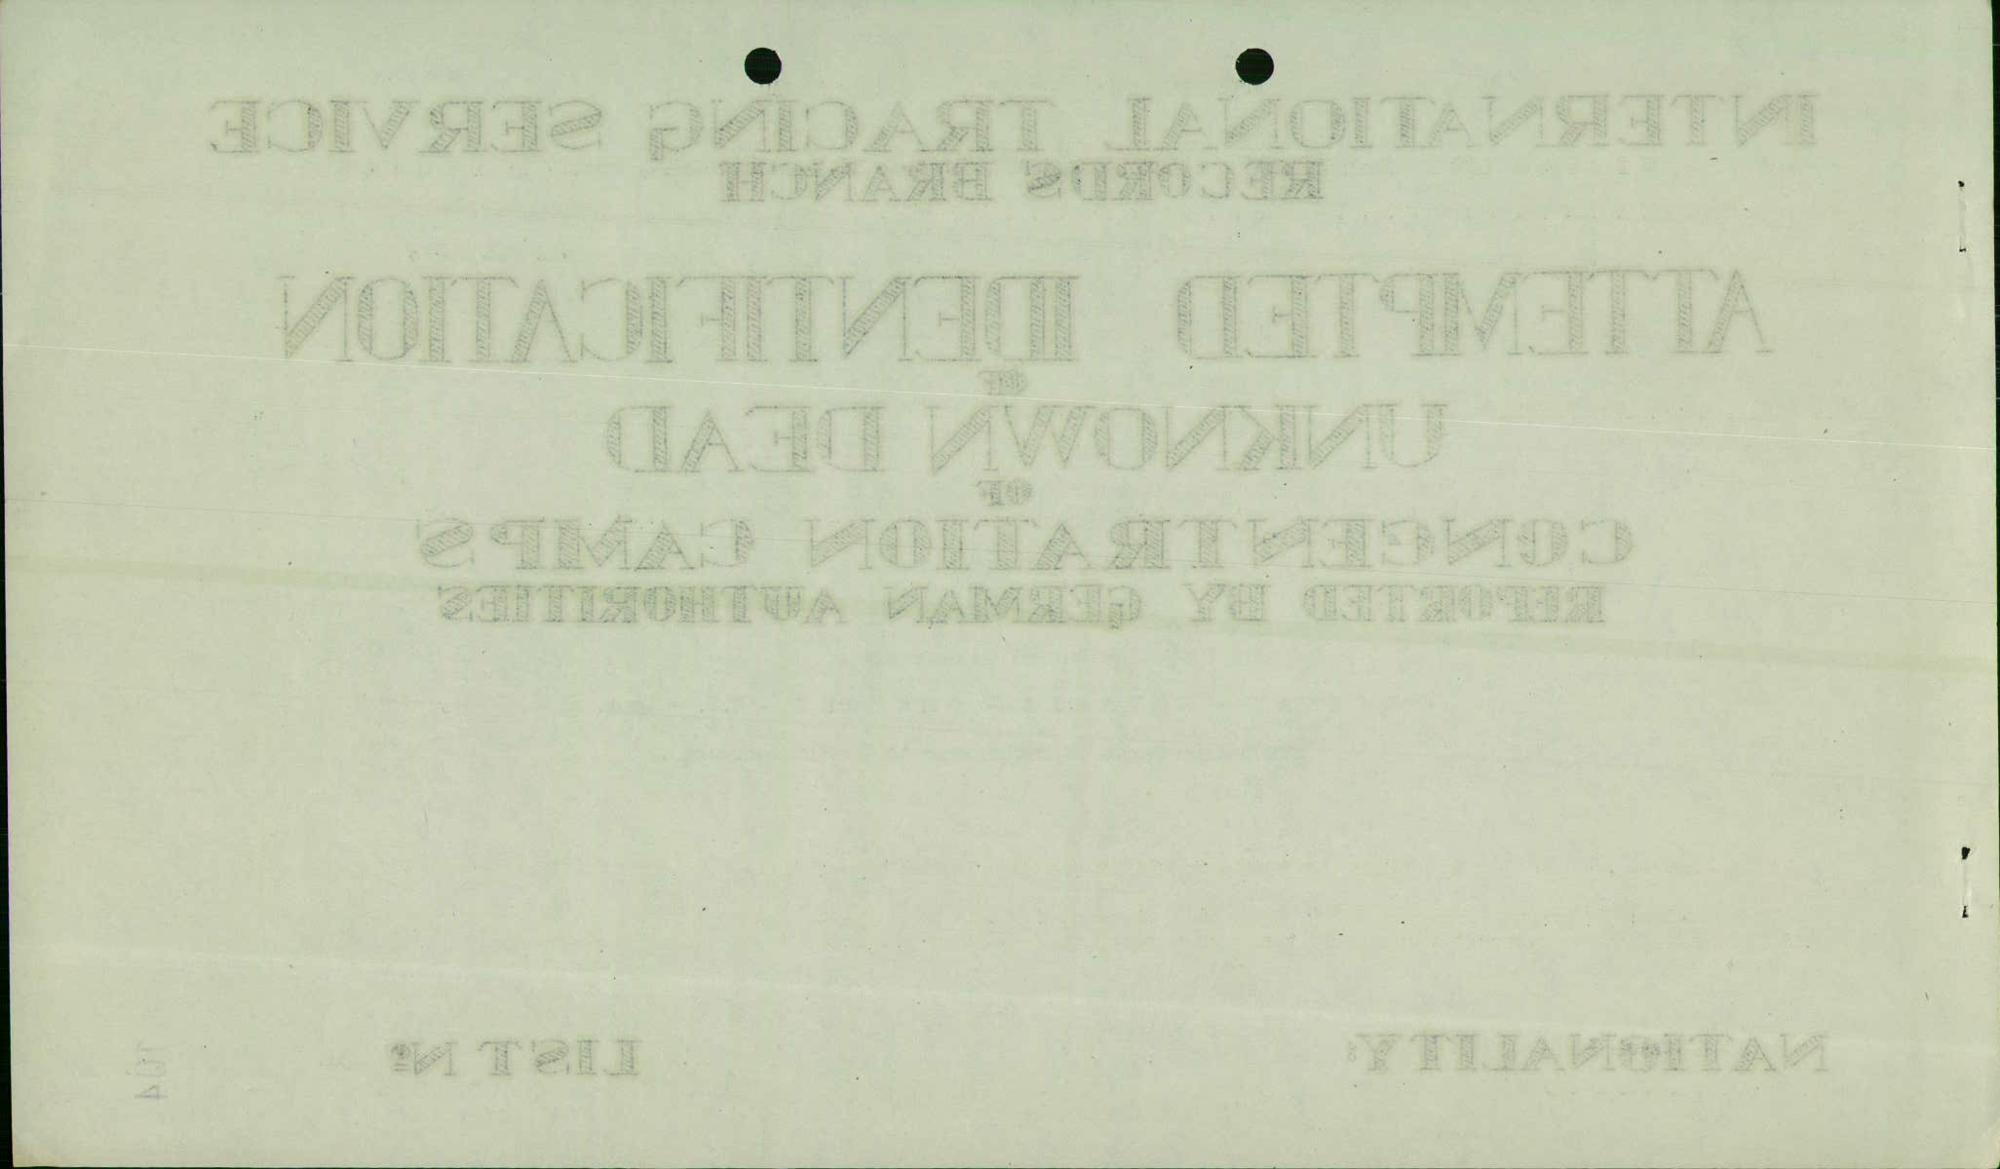 INTERNATIONAL TRACING SERVICE
RECORDS BRANCH
ATTEMPTED IDENTIFICATION
OF
UNKNOWN DEAD
OF
CONCENTRATION CAMPS
REPORTED BY GERMAN AUTHORITIES
NATIONALITY:
LIST Nº